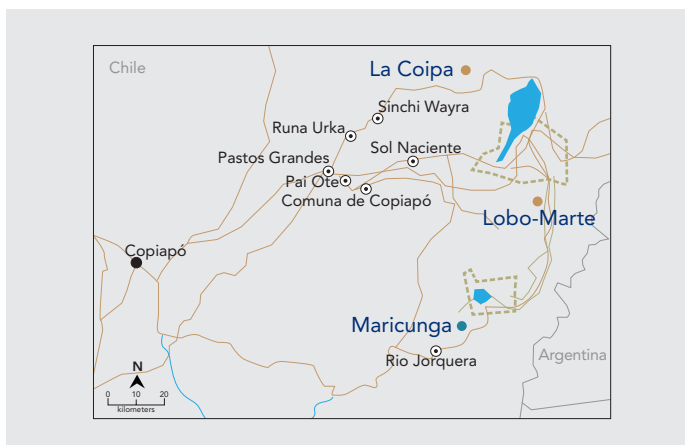 Chile
La Coipa
Sinchi Wayra
Runa Urka
Sol Naciente
Pastos Grandes
Pai Ote
Comuna de Copiapó
Lobo-Marte
Copiapó
Maricunga
Rio Jorquera
Argentina
N
0 10 20
kilometers